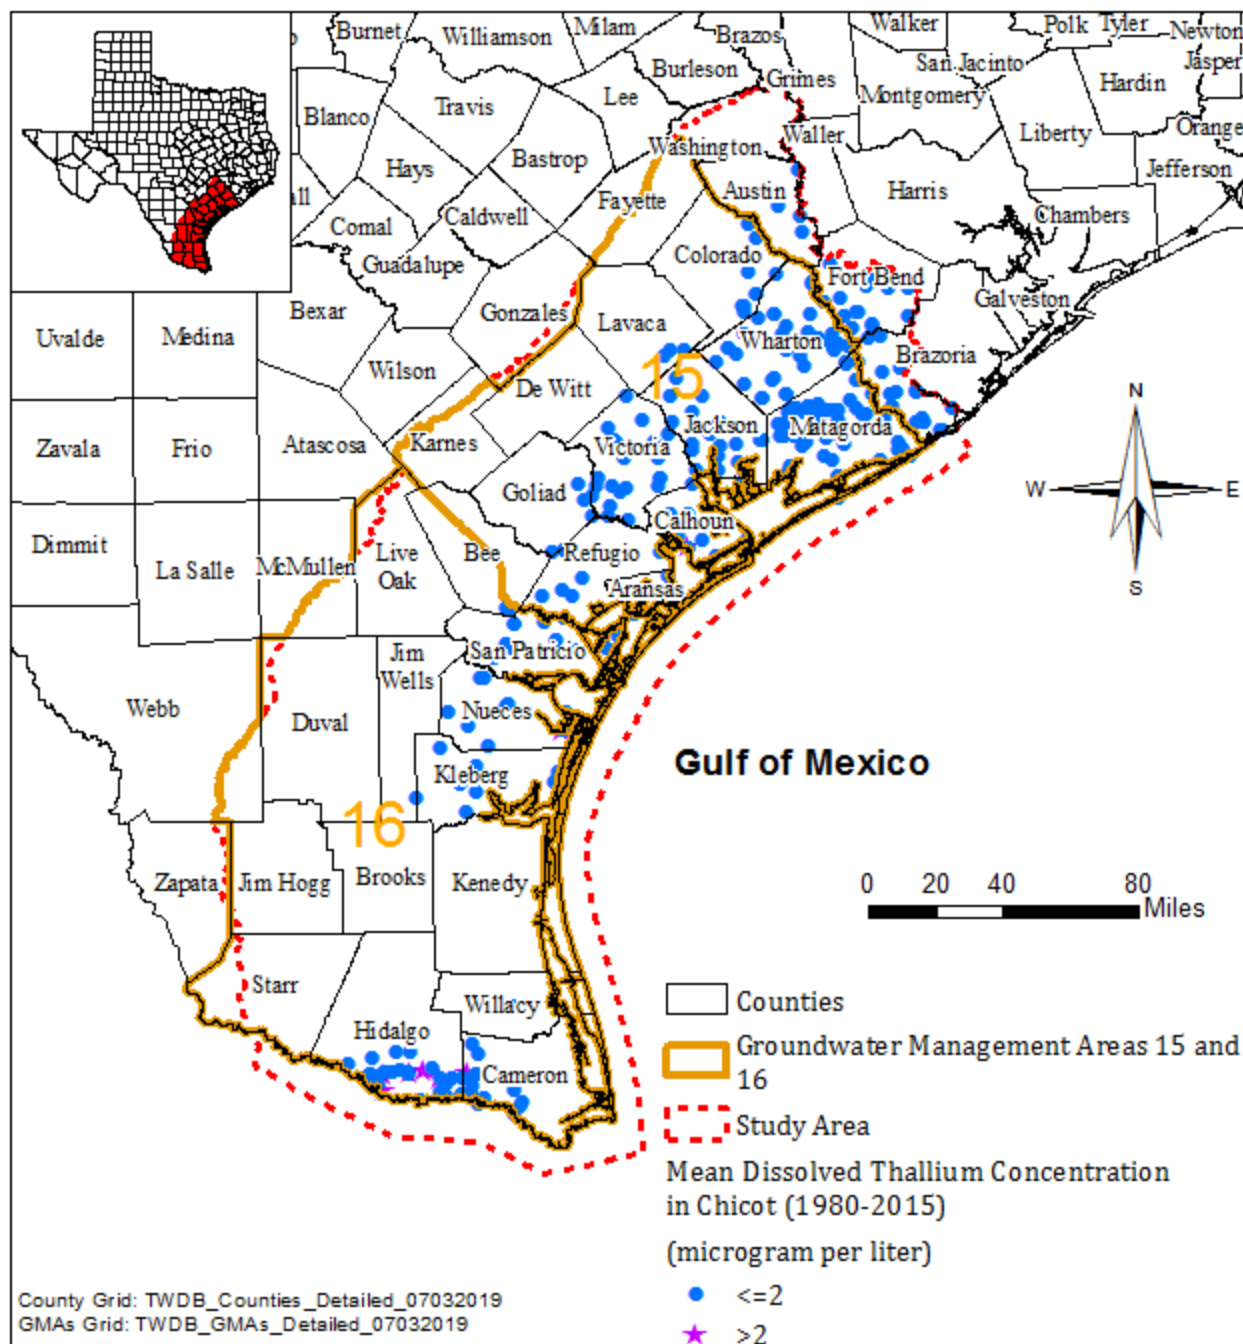 Burnet
Williamson
Milam
Brazos
Walker
Polk
Tyler
Newton
Burleson
Grimes
San Jacinto
Jasper
Hardin
Blanco
Travis
Lee
Montgomery
Liberty
Orange
Washington
Waller
Bastrop
Hays
Austin
Harris
Jefferson
all
Fayette
Comal
Caldwell
Chambers
Colorado
Guadalupe
Fort Bend
Bexar
Gonzales
Galveston
Uvalde
Medina
Lavaca
Wharton
Brazoria
Wilson
15
De Witt
N
Zavala
Frio
Atascosa
Karnes
Victoria
Jackson
Matagorda
Goliad
W
E
Dimmit
Calhoun
La Salle
McMullen
Live
Oak
Bee
Refugio
Aransas
S
San Patricio
Jim
Wells
Webb
Duval
Nueces
Gulf of Mexico
Kleberg
16
Zapata
Jim Hogg
Brooks
Kenedy
0 20 40 80
Miles
Starr
Willacy
Counties
Hidalgo
Groundwater Management Areas 15 and
16
Cameron
Study Area
Mean Dissolved Thallium Concentration
in Chicot (1980-2015)
(microgram per liter)
<=2
>2
County Grid: TWDB_Counties_Detailed_07032019
GMAs Grid: TWDB_GMAs_Detailed_07032019